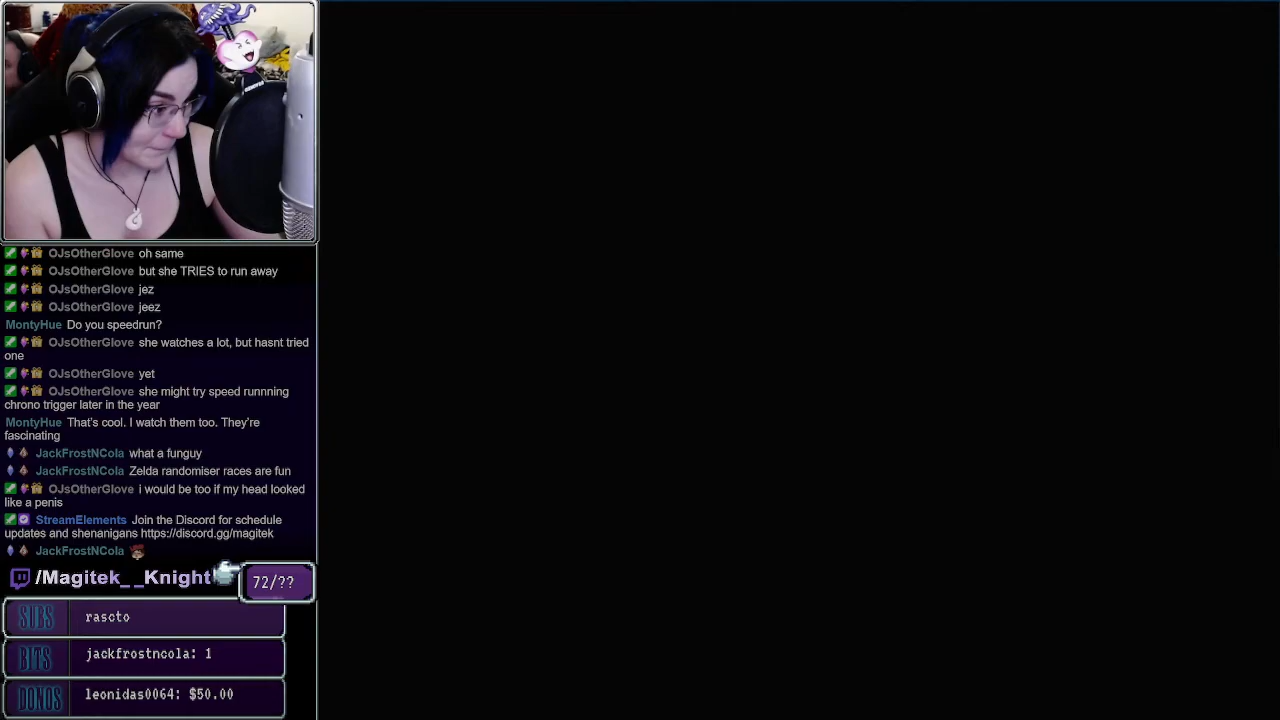 OJsOtherGlove oh same
OJsOtherGlove but she TRIES to run away
OJsOtherGlove jez
OJsOtherGlove jeez
MontyHue Do you speedrun?
OJsOtherGlove she watches a lot, but hasnt tried
one
OJsOtherGlove yet
OJsOtherGlove she might try speed runnning
chrono trigger later in the year
MontyHue That's cool. I watch them too. They're
fascinating
JackFrostNCola what a funguy
JackFrostNCola Zelda randomiser races are fun
OJsOtherGlove i would be too if my head looked
like a penis
StreamElements Join the Discord for schedule
updates and shenanigans https://discord.gg/magitek
JackFrostNCola
/Magitek__Knight
72/??
SUBS rascto
BITS jackfrostncola: 1
DONOS leonidas0064: $50.00